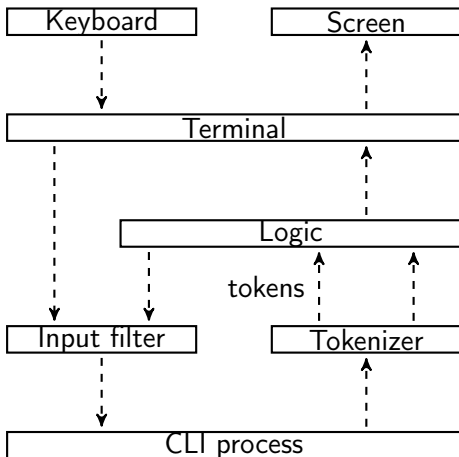 Keyboard
Screen
Terminal
Logic
tokens
Input filter
Tokenizer
CLI process